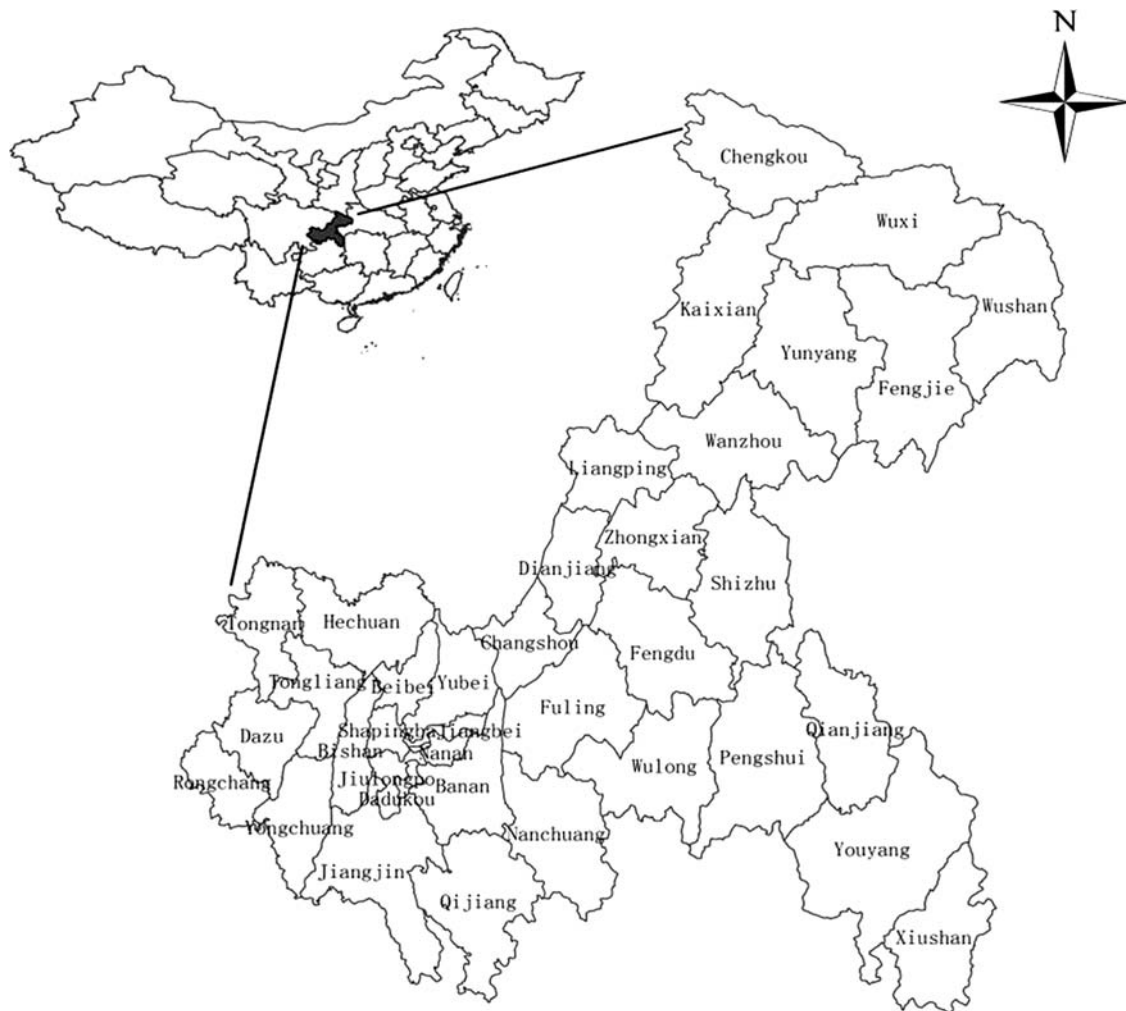 N
Chengkou
Wuxi
Kaixian
Wushan
Yunyang
Fengjie
Wanzhou
Liangping
Zhongxian
Dianjiang
Shizhu
Tongnan
Hechuan
Changshou
Fengdu
Tongliang
Beibei
Yubei
Fuling
Dazu
Shapingba
Jiangbei
Qianjiang
Bishan
Nanan
Pengshui
Wulong
Rongchang
Jiulongpo
Banan
Dadukou
Yongchuang
Nanchuang
Youyang
Jiangjin
Qijiang
Xiushan